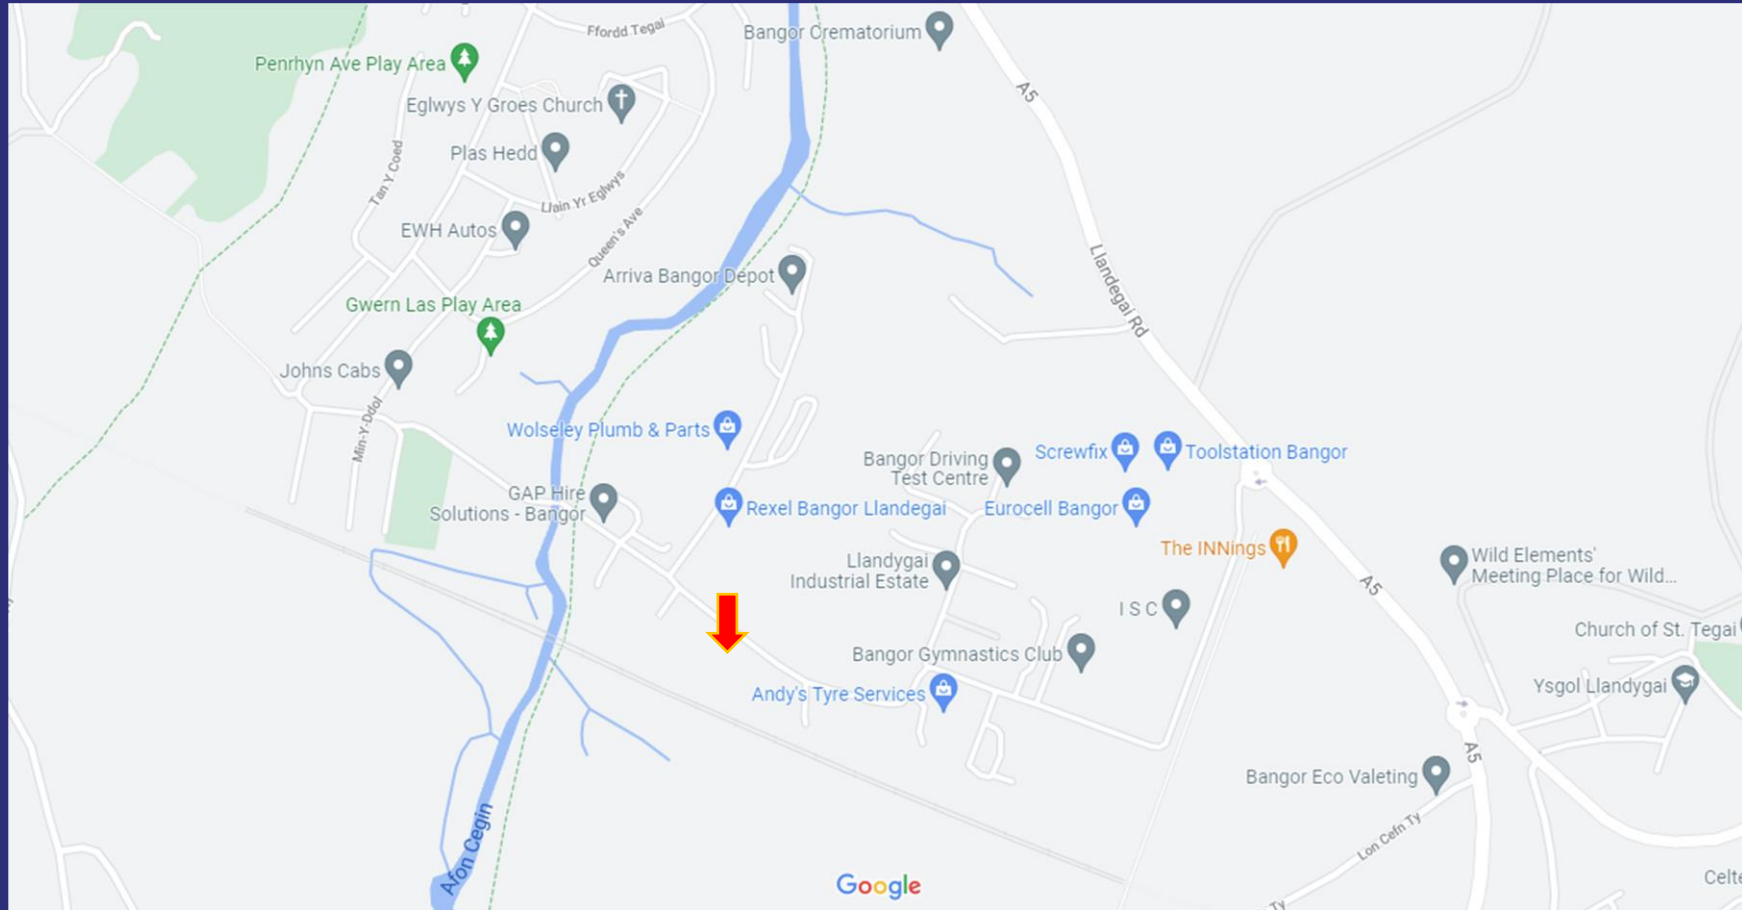 Ffordd Tegai
Bangor Crematorium
Penrhyn Ave Play Area
A5
Eglwys Y Groes Church
Plas Hedd
Tan Y Coed
Llain Yr Eglwys
EWH Autos
Queen's Ave
Arriva Bangor Depot
Llandegai Rd
Gwern Las Play Area
Johns Cabs
Min-Y-Ddol
Wolseley Plumb & Parts
Bangor Driving
Test Centre
Screwfix
Toolstation Bangor
GAP Hire
Solutions - Bangor
Rexel Bangor Llandegai
Eurocell Bangor
The INNings
Llandygai
Industrial Estate
Wild Elements'
Meeting Place for Wild...
A5
I S C
Church of St. Tegai
Bangor Gymnastics Club
Ysgol Llandygai
Andy's Tyre Services
A5
Bangor Eco Valeting
Afon Cegin
Lon Cefn Ty
Google
Celte
Ty